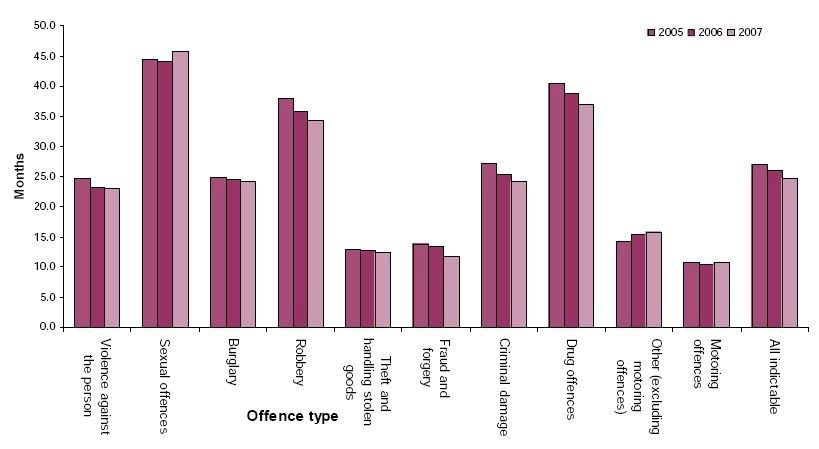 50.0
45.0
40.0
35.0
30.0
25.0
20.0
15.0
10.0
5.0
0.0
Months
2005 2006 2007
Violence against
the person
Sexual offences
Burglary
Robbery
Theft and
handling stolen
goods
Fraud and
forgery
Criminal damage
Drug offences
Other (excluding
motoring
offences)
Motoring
offences
All indictable
Offence type